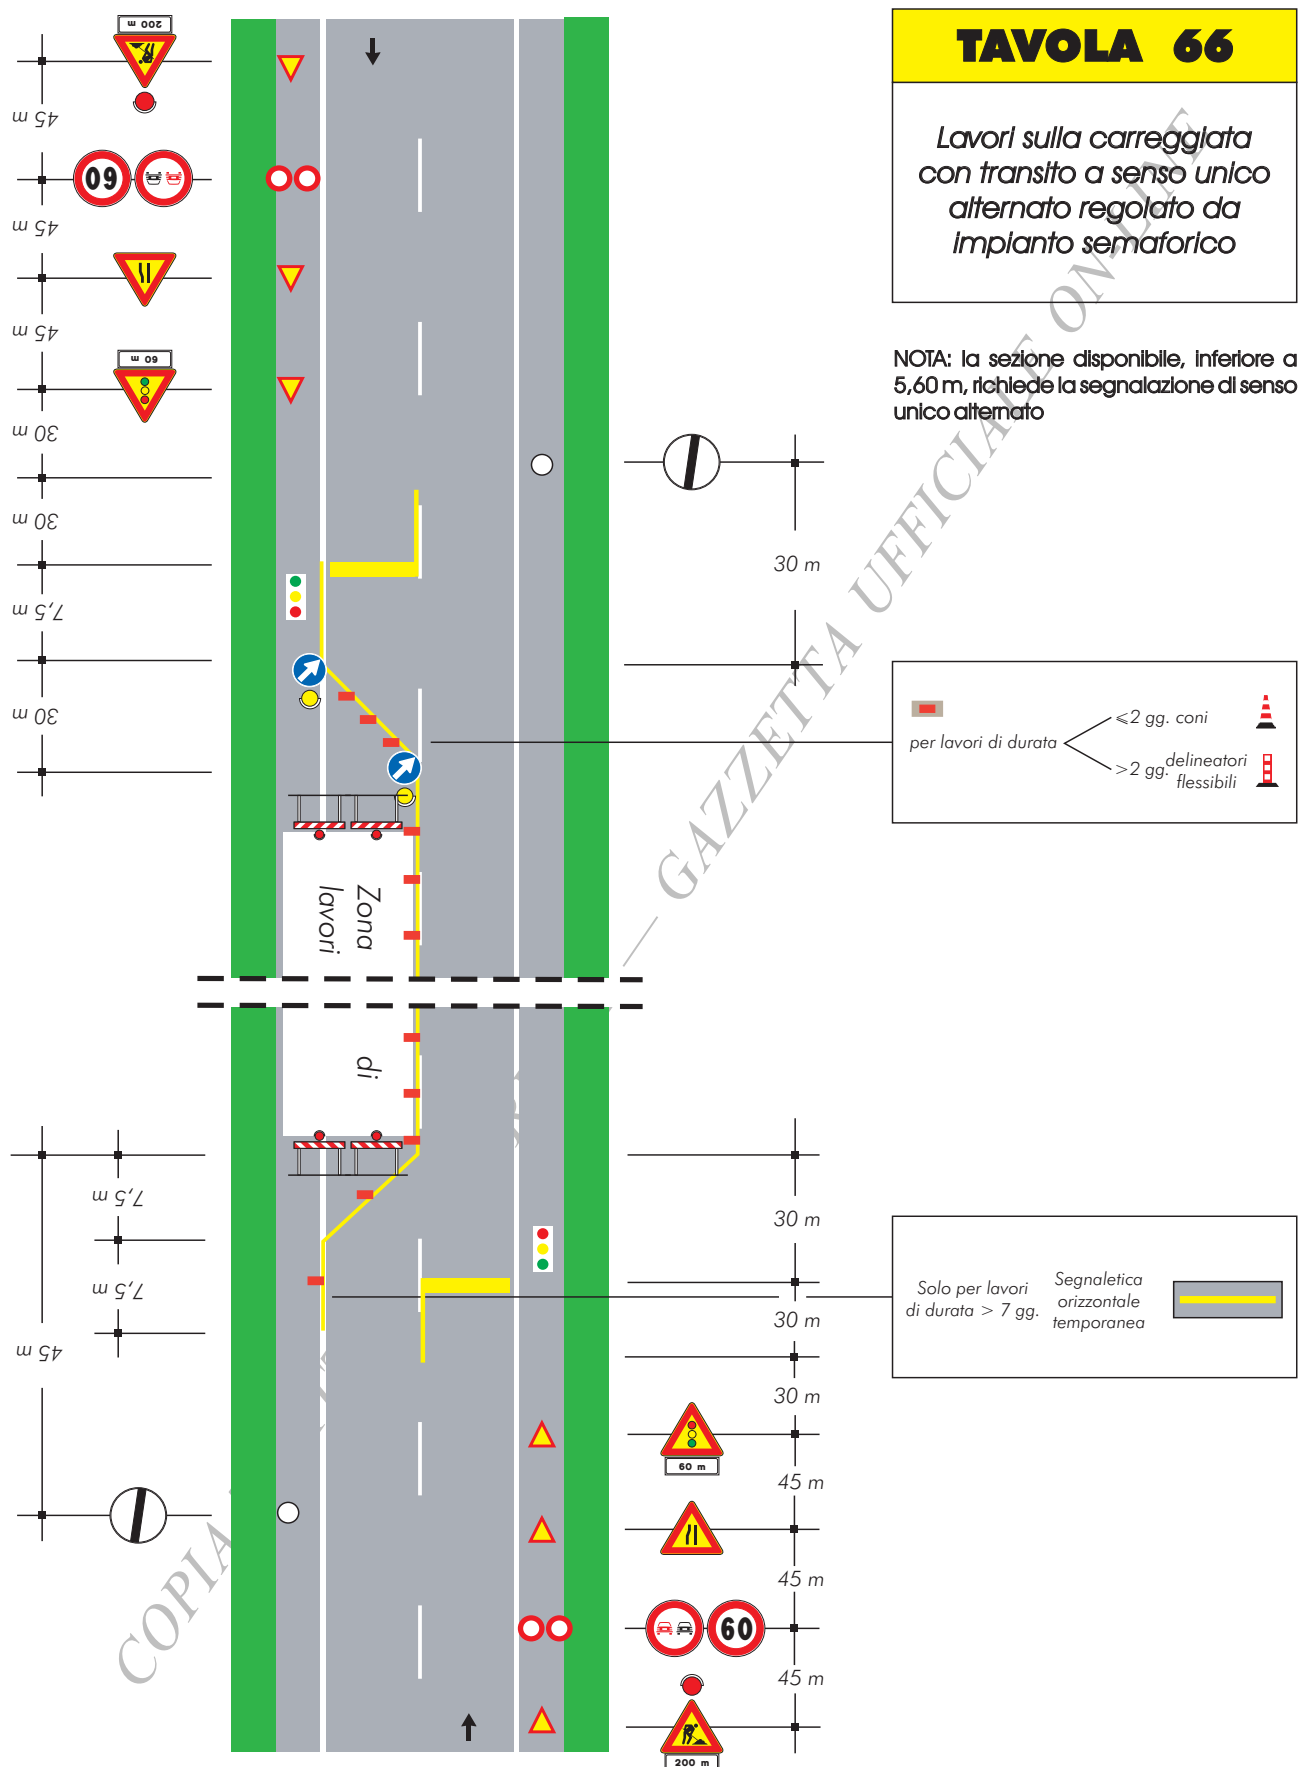 TAVOLA 66
Lavori sulla carreggiata
con transito a senso unico
alternato regolato da
impianto semaforico
NOTA: la sezione disponibile, inferiore a
5,60 m, richiede la segnalazione di senso
unico alternato
200 m
45 m
60
45 m
45 m
60 m
30 m
30 m
7,5 m
30 m
30 m
per lavori di durata
≤2 gg. coni
>2 gg. delineatori
flessibili
Zona
lavori
di
7,5 m
7,5 m
45 m
30 m
30 m
30 m
Solo per lavori
di durata > 7 gg.
Segnaletica
orizzontale
temporanea
60 m
45 m
45 m
60
45 m
200 m
COPIA
GAZZETTA UFFICIALE ON-LINE